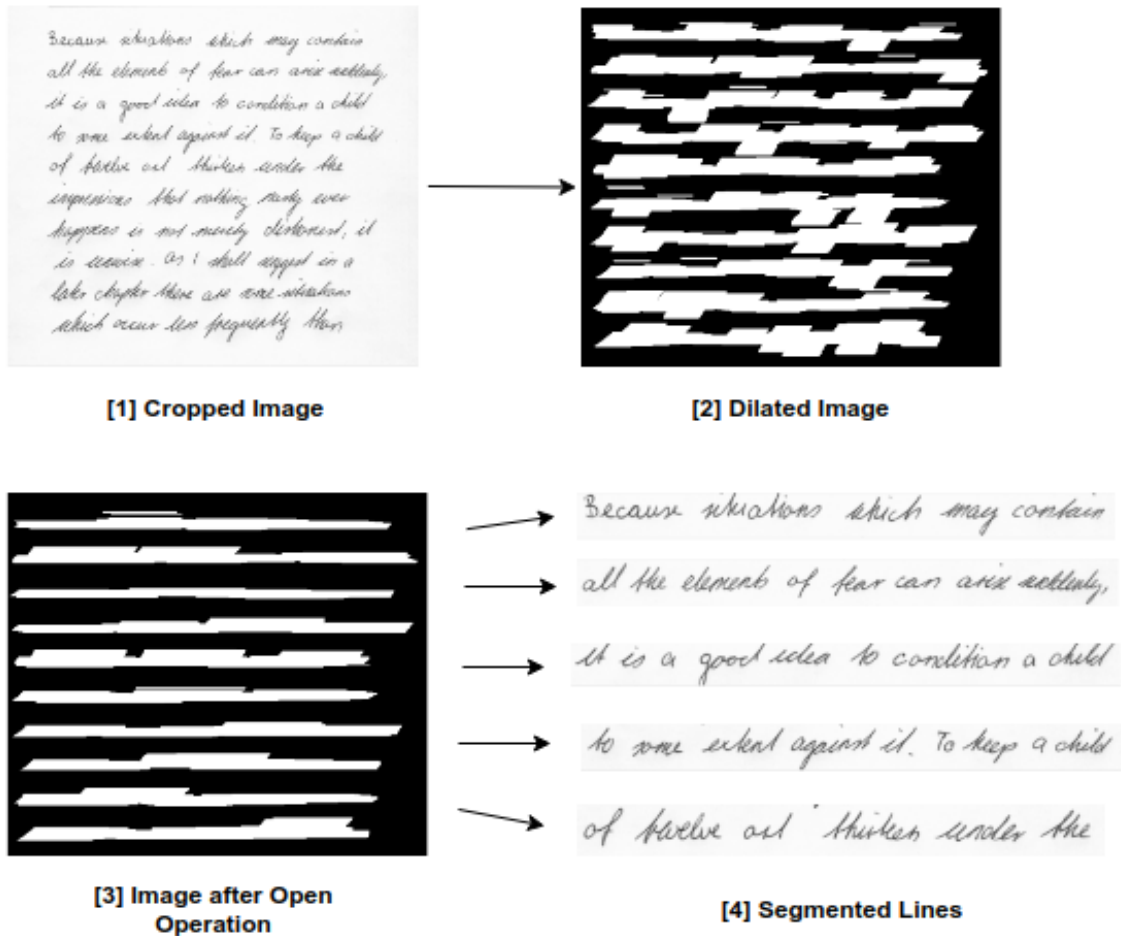 Because situations which may contain
all the elements of fear can arise suddenly,
it is a good idea to condition a child
to some extent against it. To keep a child
of twelve thirteen under the
that nothing nasty ever
happens is not merely dishonest, it
is unwise. As I shall suggest in a
later chapter there are some situations
which occur less frequently than
[1] Cropped Image
[2] Dilated Image
Because situations which may contain
all the elements of fear can arise suddenly,
it is a good idea to condition a child
to some extent against it. To keep a child
of twelve thirteen under the
[3] Image after Open
Operation
[4] Segmented Lines